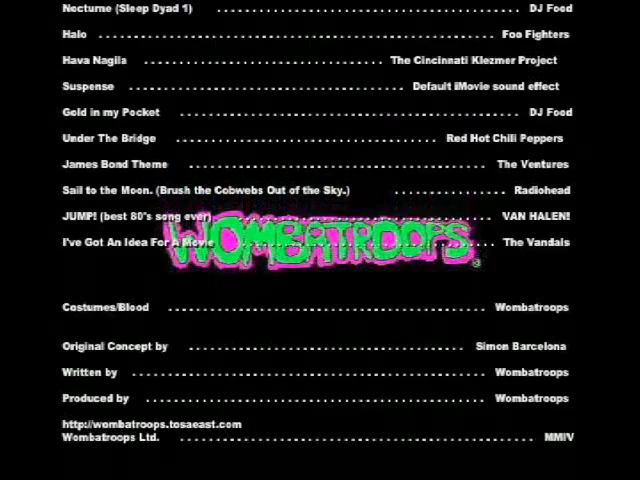 Nocturne (Sleep Dyad 1) ........................................ DJ Food
Halo ................................................ Foo Fighters
Hava Nagila ................................. The Cincinnati Klezmer Project
Suspense .................................... Default iMovie sound effect
Gold in my Pocket .......................................... DJ Food
Under The Bridge ................................ Red Hot Chili Peppers
James Bond Theme .................................... The Ventures
Sail to the Moon. (Brush the Cobwebs Out of the Sky.) .............. Radiohead
JUMP! (best 80's song ever) .................................. VAN HALEN!
I've Got An Idea For A Movie .................................. The Vandals
WOMBATROOPS
Costumes/Blood ....................................... Wombatroops
Original Concept by .................................. Simon Barcelona
Written by ........................................... Wombatroops
Produced by .......................................... Wombatroops
http://wombatroops.tosaeast.com
Wombatroops Ltd. ........................................... MMIV